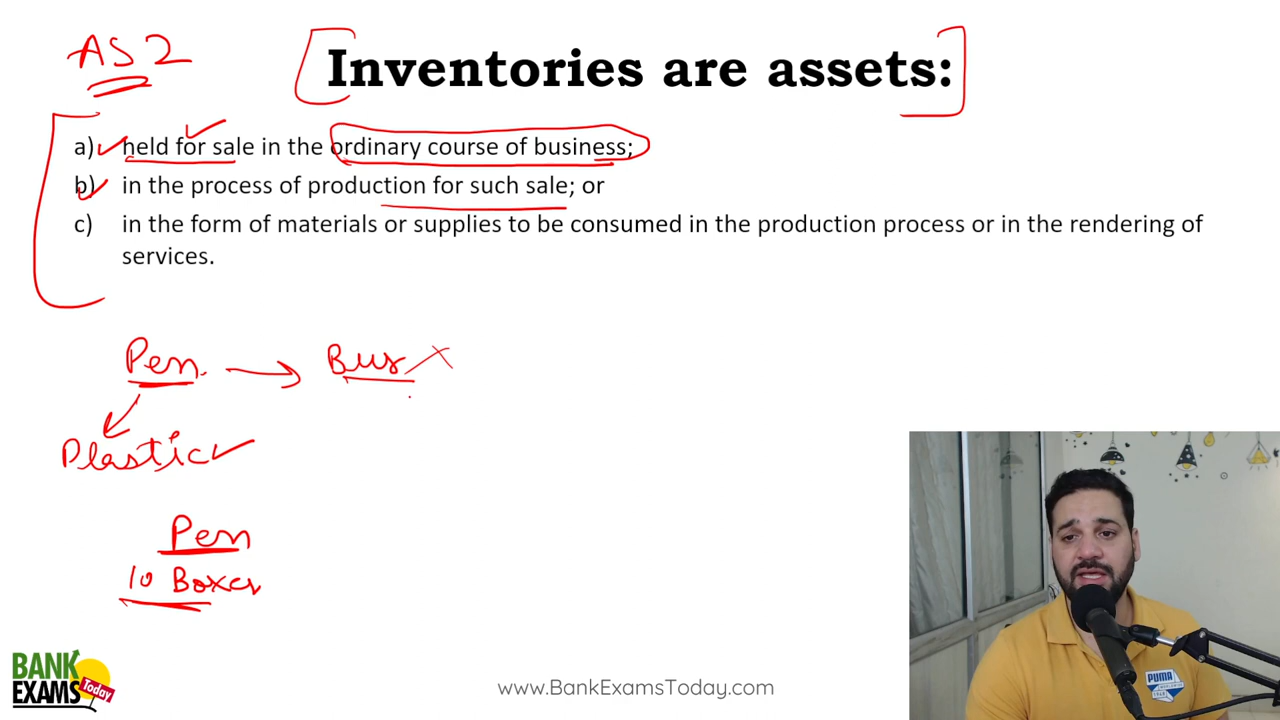 AS 2
Inventories are assets:
a) held for sale in the ordinary course of business;
b) in the process of production for such sale; or
c) in the form of materials or supplies to be consumed in the production process or in the rendering of
services.
Pen. → Bus
Plastic
Pen
10 Boxes
BANK
EXAMS
Today
www.BankExamsToday.com
PUMA